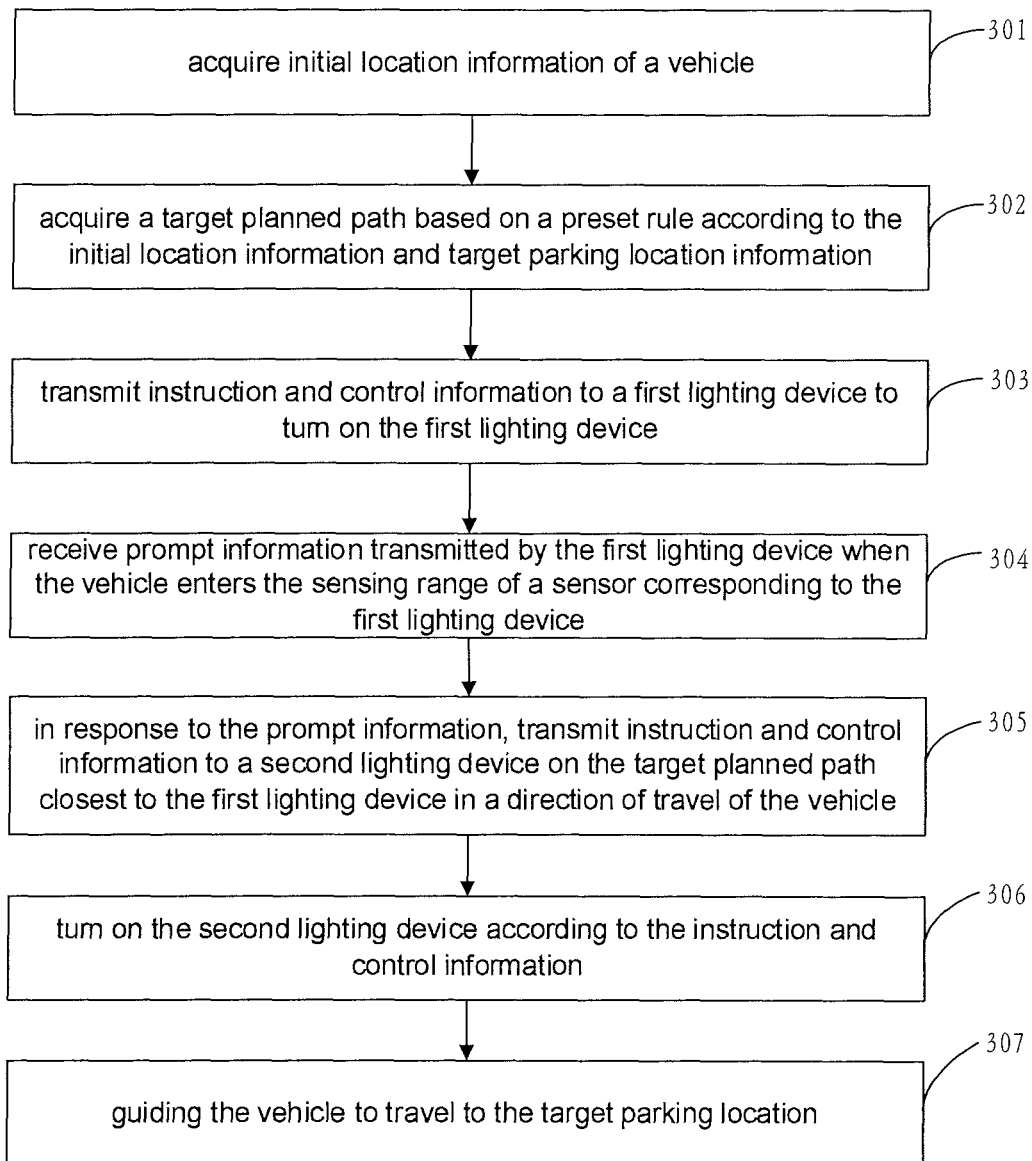 acquire initial location information of a vehicle
301
acquire a target planned path based on a preset rule according to the
initial location information and target parking location information
302
transmit instruction and control information to a first lighting device to
turn on the first lighting device
303
receive prompt information transmitted by the first lighting device when
the vehicle enters the sensing range of a sensor corresponding to the
first lighting device
304
in response to the prompt information, transmit instruction and control
information to a second lighting device on the target planned path
closest to the first lighting device in a direction of travel of the vehicle
305
turn on the second lighting device according to the instruction and
control information
306
guiding the vehicle to travel to the target parking location
307